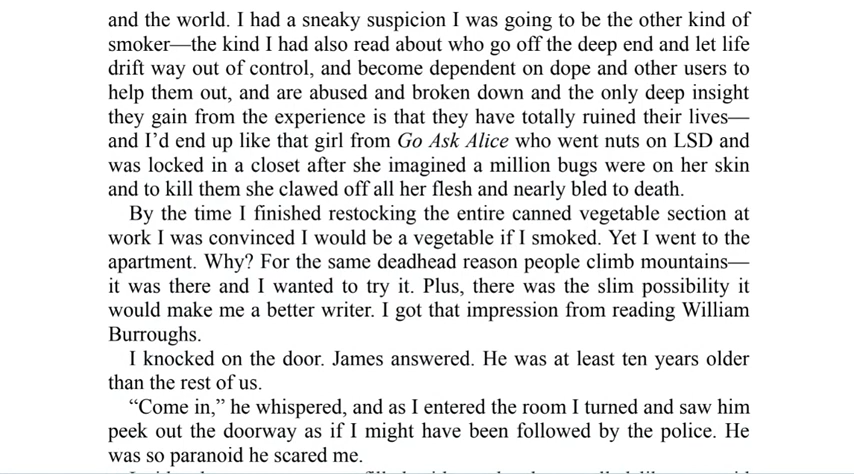 and the world. I had a sneaky suspicion I was going to be the other kind of
smoker—the kind I had also read about who go off the deep end and let life
drift way out of control, and become dependent on dope and other users to
help them out, and are abused and broken down and the only deep insight
they gain from the experience is that they have totally ruined their lives—
and I’d end up like that girl from Go Ask Alice who went nuts on LSD and
was locked in a closet after she imagined a million bugs were on her skin
and to kill them she clawed off all her flesh and nearly bled to death.
By the time I finished restocking the entire canned vegetable section at
work I was convinced I would be a vegetable if I smoked. Yet I went to the
apartment. Why? For the same deadhead reason people climb mountains—
it was there and I wanted to try it. Plus, there was the slim possibility it
would make me a better writer. I got that impression from reading William
Burroughs.
I knocked on the door. James answered. He was at least ten years older
than the rest of us.
“Come in,” he whispered, and as I entered the room I turned and saw him
peek out the doorway as if I might have been followed by the police. He
was so paranoid he scared me.